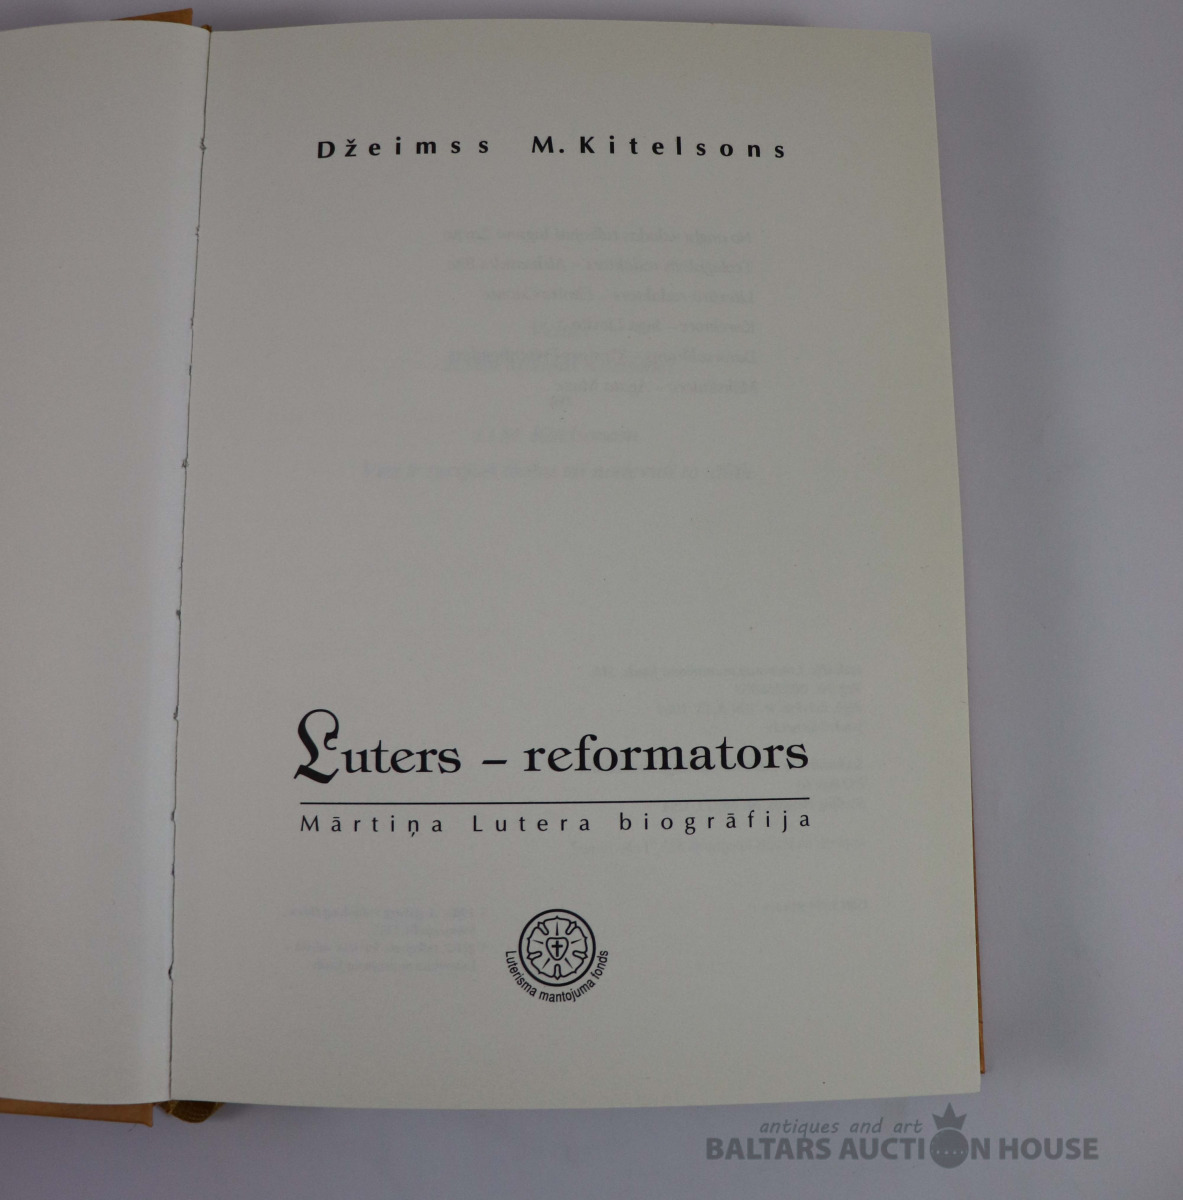 Džeimss M. Kitelsons
Luters – reformators
Mārtiņa Lutera biogrāfija
Luterisma mantojuma fonds
antiques and art
BALTARS AUCTION HOUSE